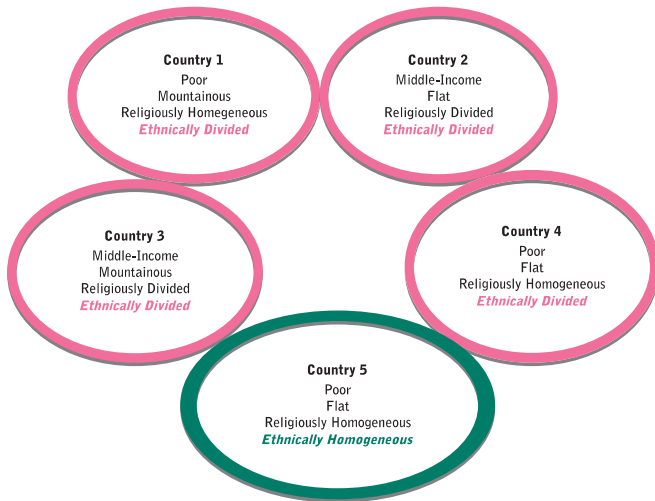 Country 1
Poor
Mountainous
Religiously Homegeneous
Ethnically Divided
Country 2
Middle-Income
Flat
Religiously Divided
Ethnically Divided
Country 3
Middle-Income
Mountainous
Religiously Divided
Ethnically Divided
Country 4
Poor
Flat
Religiously Homogeneous
Ethnically Divided
Country 5
Poor
Flat
Religiously Homogeneous
Ethnically Homogeneous